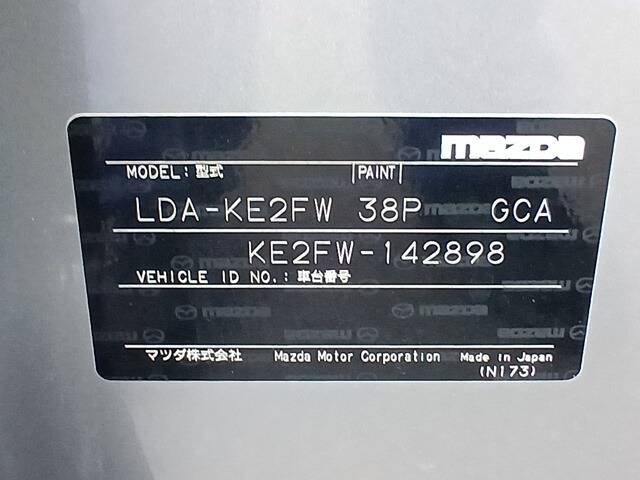 mazda
MODEL: 型式 |PAINT|
LDA-KE2FW 38P GCA
KE2FW-142898
VEHICLE ID NO.: 車台番号
マツダ株式会社 Mazda Motor Corporation Made in Japan
(N173)